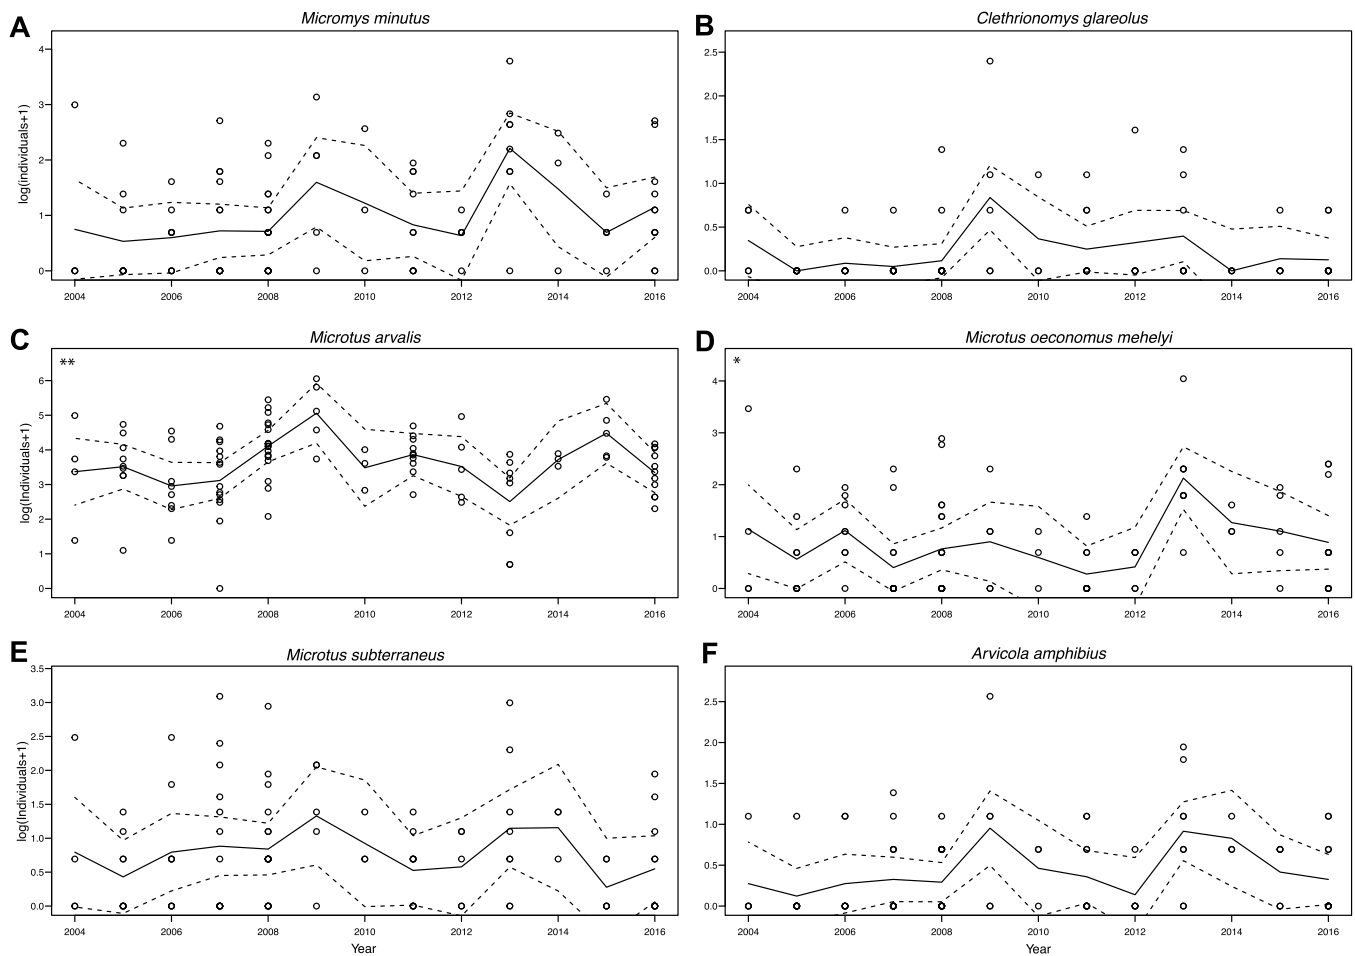 A
Micromys minutus
log(individuals+1)
4
3
2
1
0
2004 2006 2008 2010 2012 2014 2016
B
Clethrionomys glareolus
2.5
2.0
1.5
1.0
0.5
0.0
2004 2006 2008 2010 2012 2014 2016
C
Microtus arvalis
**
log(Individuals+1)
6
5
4
3
2
1
0
2004 2006 2008 2010 2012 2014 2016
D
Microtus oeconomus mehelyi
*
4
3
2
1
0
2004 2006 2008 2010 2012 2014 2016
E
Microtus subterraneus
log(Individuals+1)
3.5
3.0
2.5
2.0
1.5
1.0
0.5
0.0
2004 2006 2008 2010 2012 2014 2016
Year
F
Arvicola amphibius
2.5
2.0
1.5
1.0
0.5
0.0
2004 2006 2008 2010 2012 2014 2016
Year